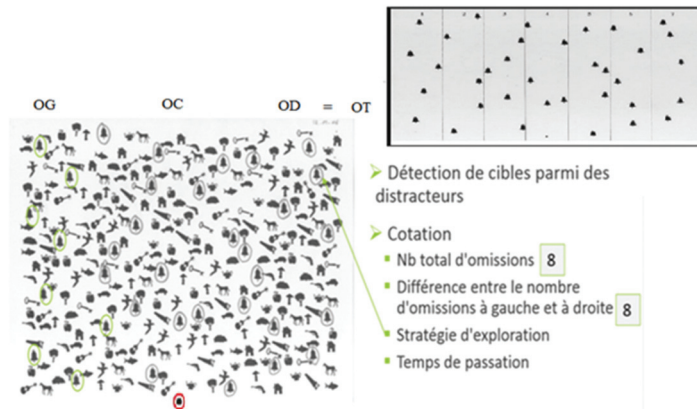 OG OC OD = OT
➢ Détection de cibles parmi des
distracteurs
➢ Cotation
▪ Nb total d'omissions 8
▪ Différence entre le nombre
d'omissions à gauche et à droite 8
▪ Stratégie d'exploration
▪ Temps de passation